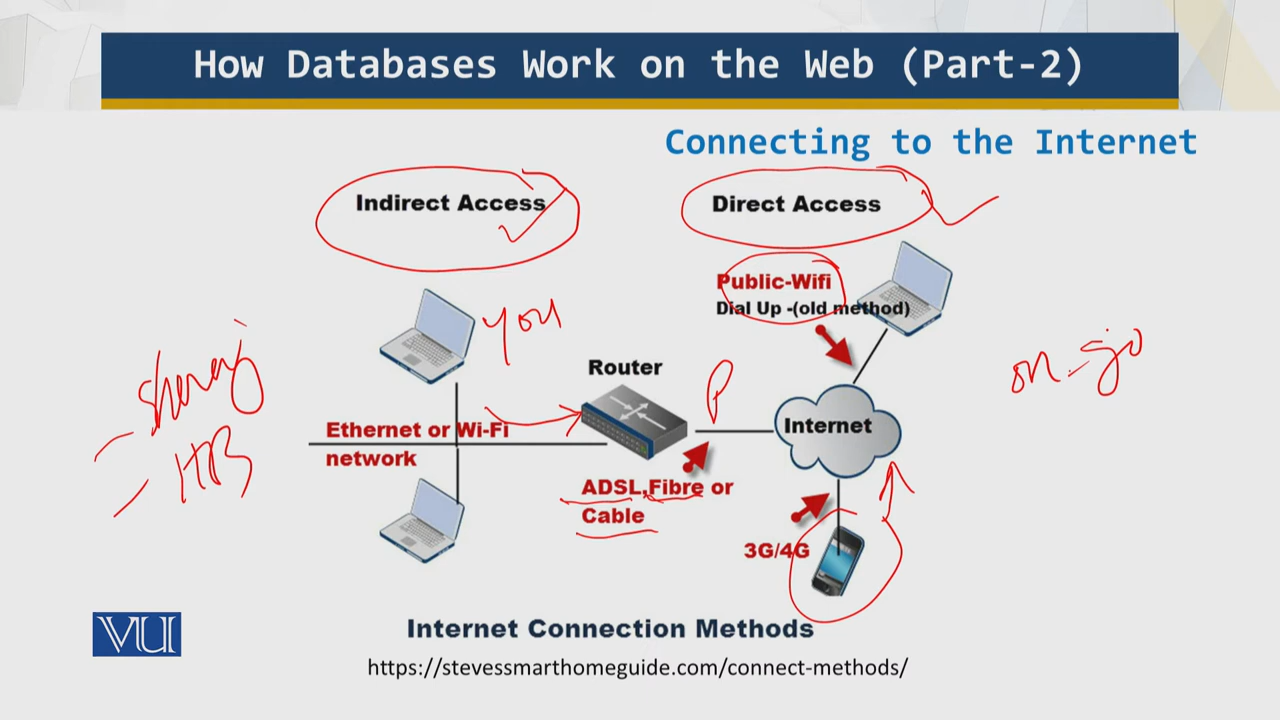 How Databases Work on the Web (Part-2)
Connecting to the Internet
Indirect Access
Direct Access
Public-Wifi
Dial Up -(old method)
you
Router
P
on-go
sharing
Internet
Ethernet or Wi-Fi
network
ADSL,Fibre or
Cable
3G/4G
Internet Connection Methods
https://stevessmarthomeguide.com/connect-methods/
VU